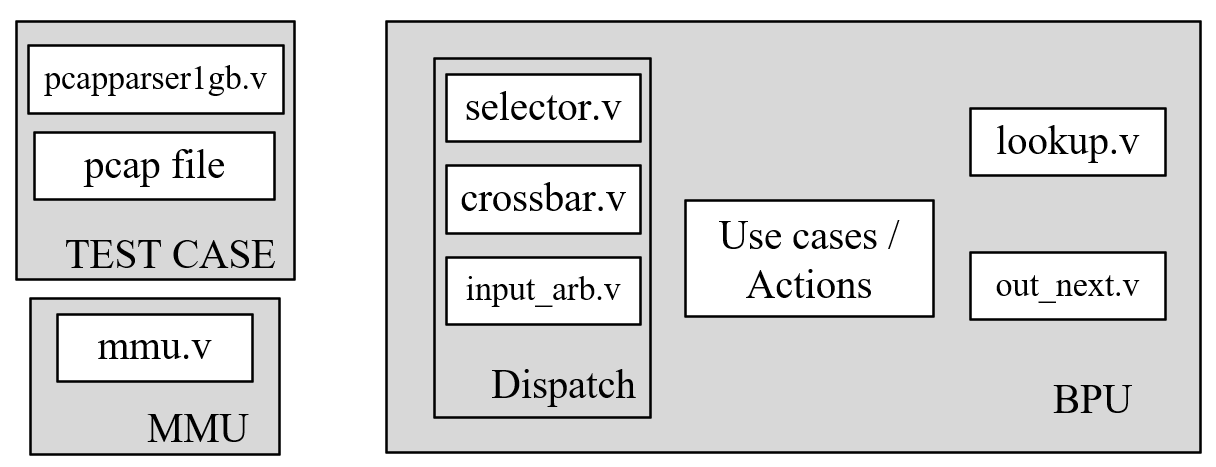 pcapparser1gb.v
pcap file
TEST CASE
mmu.v
MMU
selector.v
crossbar.v
input_arb.v
Dispatch
Use cases /
Actions
lookup.v
out_next.v
BPU